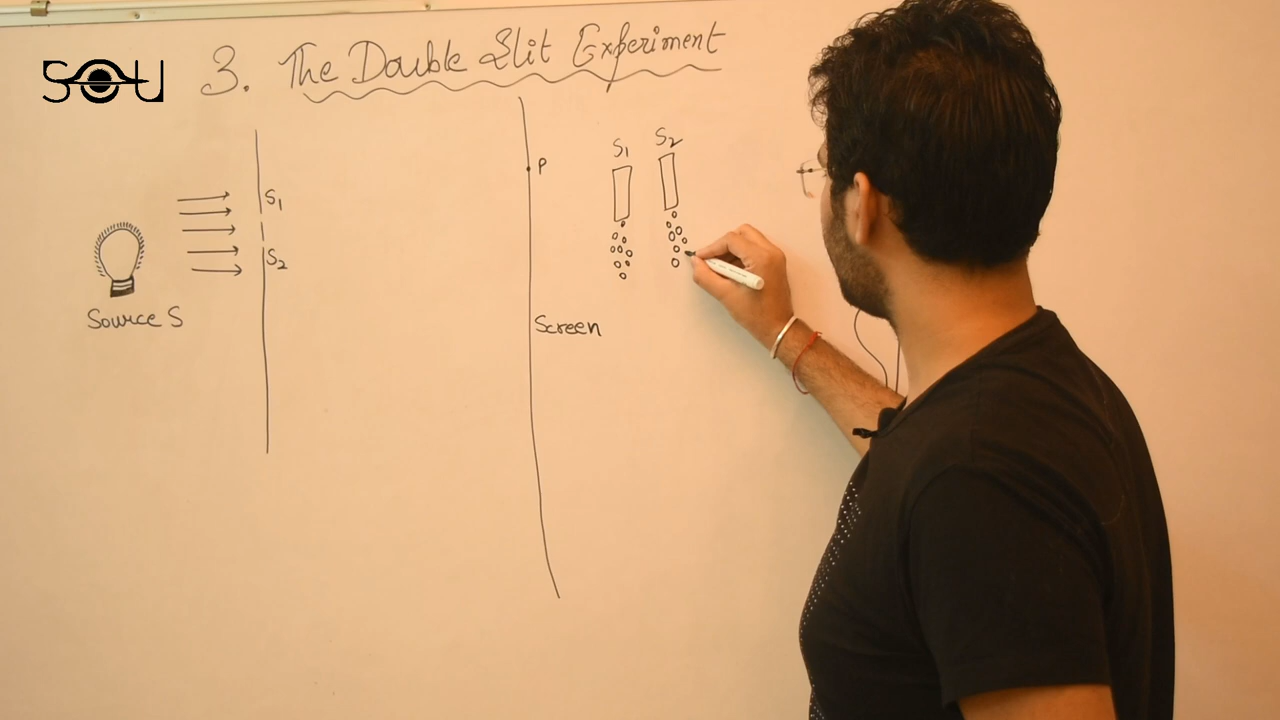 SOU
3. The Double Slit Experiment
S1 S2
P
S1
S2
Source S
Screen